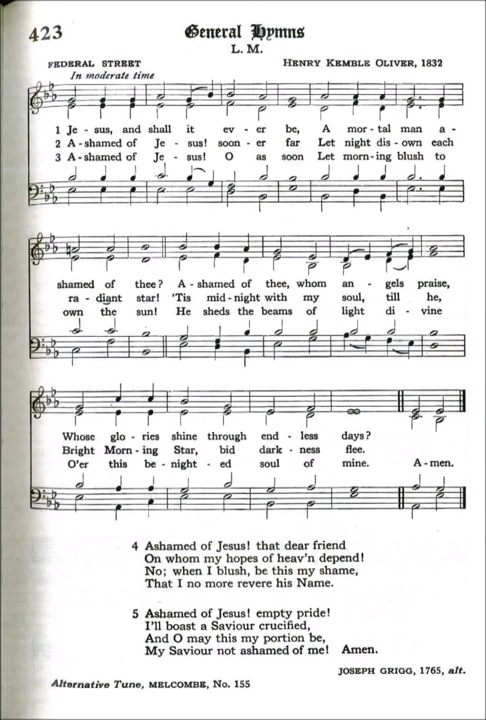 423
General Hymns
L. M.
FEDERAL STREET
HENRY KEMBLE OLIVER, 1832
In moderate time
1 Je - sus, and shall it ev - er be, A mor - tal man a -
2 A - shamed of Je - sus! soon - er far Let night dis - own each
3 A - shamed of Je - sus! O as soon Let morn - ing blush to
shamed of thee? A - shamed of thee, whom an - gels praise,
ra - diant star! 'Tis mid - night with my soul, till he,
own the sun! He sheds the beams of light di - vine
Whose glo - ries shine through end - less days?
Bright Morn - ing Star, bid dark - ness flee.
O'er this be - night - ed soul of mine. A - men.
4 Ashamed of Jesus! that dear friend
On whom my hopes of heav'n depend!
No; when I blush, be this my shame,
That I no more revere his Name.
5 Ashamed of Jesus! empty pride!
I'll boast a Saviour crucified,
And O may this my portion be,
My Saviour not ashamed of me! Amen.
JOSEPH GRIGG, 1765, alt.
Alternative Tune, MELCOMBE, No. 155